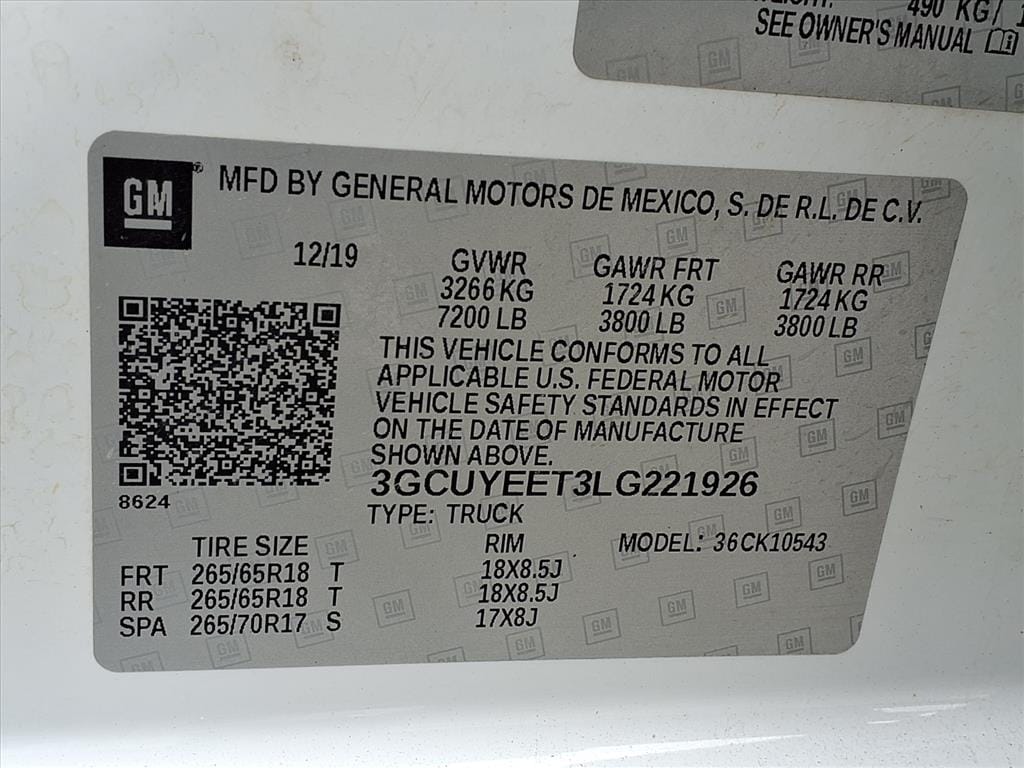 490 KG/
SEE OWNER'S MANUAL
GM ® MFD BY GENERAL MOTORS DE MEXICO, S. DE R.L. DE C.V.
12/19 GVWR GAWR FRT GAWR RR
3266 KG 1724 KG 1724 KG
7200 LB 3800 LB 3800 LB
THIS VEHICLE CONFORMS TO ALL
APPLICABLE U.S. FEDERAL MOTOR
VEHICLE SAFETY STANDARDS IN EFFECT
ON THE DATE OF MANUFACTURE
SHOWN ABOVE.
3GCUYEET3LG221926
8624
TYPE: TRUCK
TIRE SIZE RIM MODEL: 36CK10543
FRT 265/65R18 T 18X8.5J
RR 265/65R18 T 18X8.5J
SPA 265/70R17 S 17X8J